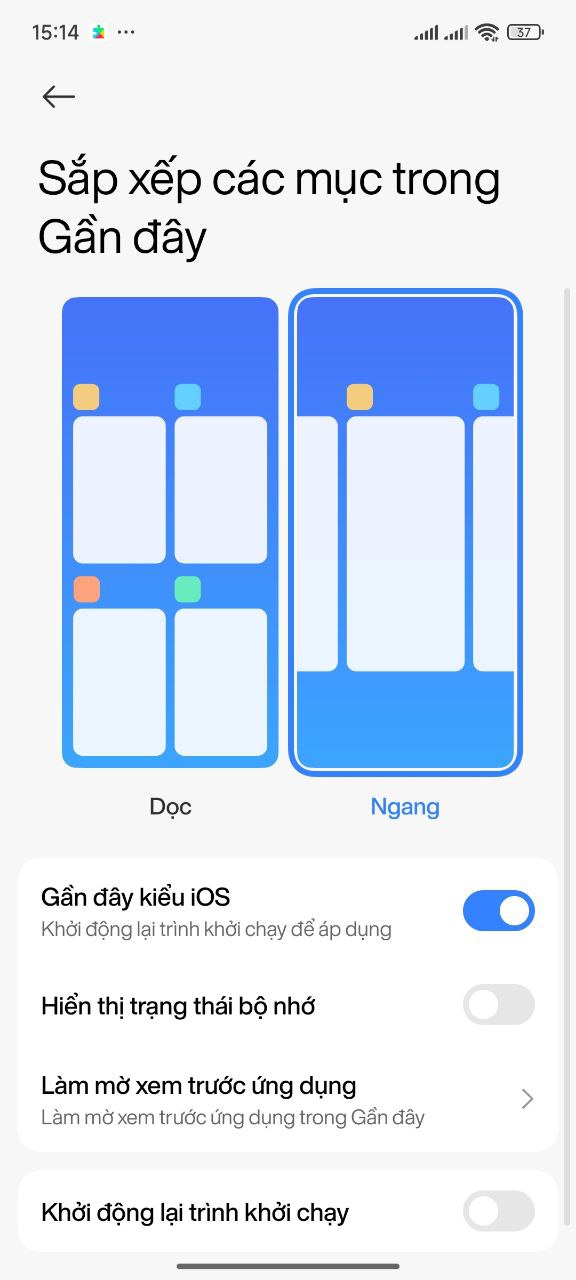 15:14
37
Sắp xếp các mục trong
Gần đây
Dọc
Ngang
Gần đây kiểu iOS
Khởi động lại trình khởi chạy để áp dụng
Hiển thị trạng thái bộ nhớ
Làm mờ xem trước ứng dụng
Làm mờ xem trước ứng dụng trong Gần đây
Khởi động lại trình khởi chạy